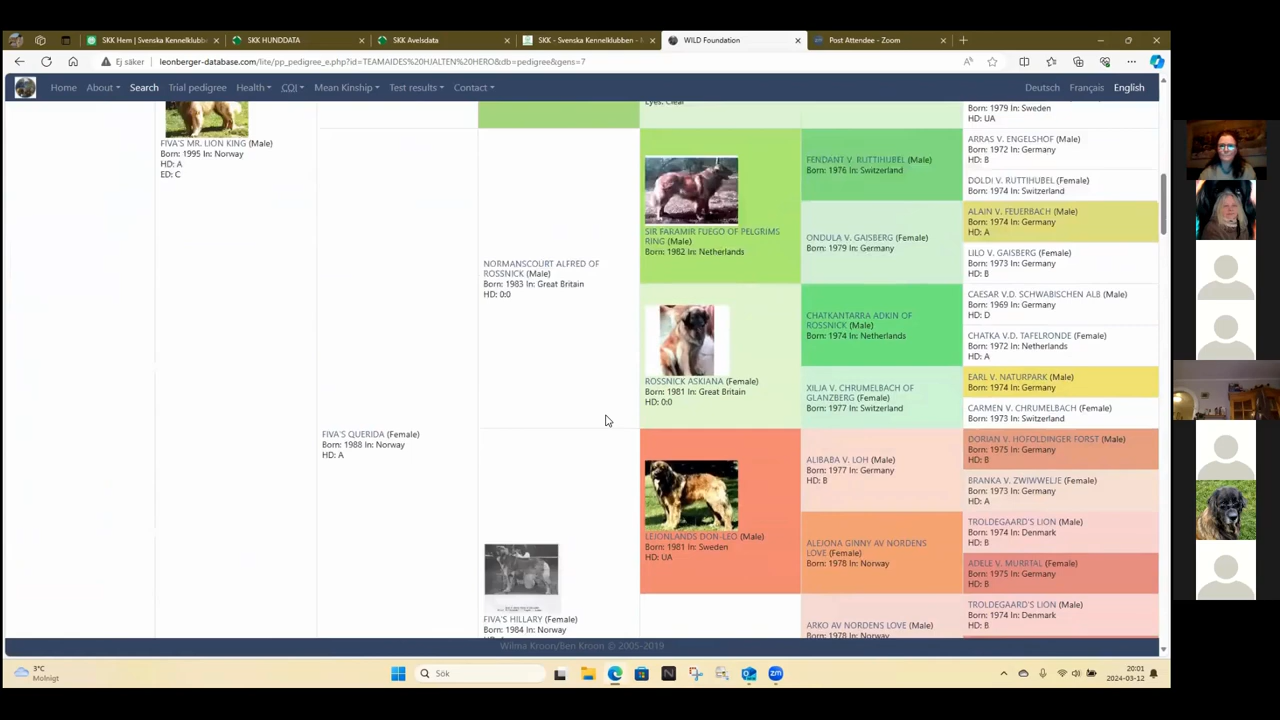 SKK Hem | Svenska Kennelklubb
SKK HUNDDATA
SKK Avelsdata
SKK - Svenska Kennelklubben -
WILD Foundation
Post Attendee - Zoom
Ej säker
leonberger-database.com/lite/pp_pedigree_e.php?id=TEAMAIDES%20HJALTEN%20HERO&db=pedigree&gens=7
Home About Search Trial pedigree Health COI Mean Kinship Test results Contact
Deutsch Français English
FIVA'S MR. LION KING (Male)
Born: 1995 In: Norway
HD: A
ED: C
FIVA'S QUERIDA (Female)
Born: 1988 In: Norway
HD: A
NORMANSCOURT ALFRED OF
ROSSNICK (Male)
Born: 1983 In: Great Britain
HD: 0:0
FIVA'S HILLARY (Female)
Born: 1984 In: Norway
Eyes: Clear
SIR FARAMIR FUEGO OF PELGRIMS
RING (Male)
Born: 1982 In: Netherlands
ROSSNICK ASKIANA (Female)
Born: 1981 In: Great Britain
HD: 0:0
LEJONLANDS DON-LEO (Male)
Born: 1981 In: Sweden
HD: UA
FENDANT V. RUTTIHUBEL (Male)
Born: 1976 In: Switzerland
ONDULA V. GAISBERG (Female)
Born: 1979 In: Germany
CHATKANTARRA ADKIN OF
ROSSNICK (Male)
Born: 1974 In: Netherlands
XILJA V. CHRUMELBACH OF
GLANZBERG (Female)
Born: 1977 In: Switzerland
ALIBABA V. LOH (Male)
Born: 1977 In: Germany
HD: B
ALEJONA GINNY AV NORDENS
LOVE (Female)
Born: 1978 In: Norway
ARKO AV NORDENS LOVE (Male)
Born: 1978 In: Norway
Born: 1979 In: Sweden
HD: UA
ARRAS V. ENGELSHOF (Male)
Born: 1972 In: Germany
HD: B
DOLDI V. RUTTIHUBEL (Female)
Born: 1974 In: Switzerland
ALAIN V. FEUERBACH (Male)
Born: 1974 In: Germany
HD: A
LILO V. GAISBERG (Female)
Born: 1973 In: Germany
HD: B
CAESAR V.D. SCHWABISCHEN ALB (Male)
Born: 1969 In: Germany
HD: D
CHATKA V.D. TAFELRONDE (Female)
Born: 1972 In: Netherlands
HD: A
EARL V. NATURPARK (Male)
Born: 1974 In: Germany
CARMEN V. CHRUMELBACH (Female)
Born: 1973 In: Switzerland
DORIAN V. HOFOLDINGER FORST (Male)
Born: 1975 In: Germany
HD: B
BRANKA V. ZWIWWELJE (Female)
Born: 1973 In: Germany
HD: A
TROLDEGAARD'S LION (Male)
Born: 1974 In: Denmark
HD: B
ADELE V. MURRTAL (Female)
Born: 1975 In: Germany
HD: B
TROLDEGAARD'S LION (Male)
Born: 1974 In: Denmark
HD: B
Wilma Kroon/Ben Kroon © 2005-2019
3°C
Molnigt
Sök
20:01
2024-03-12